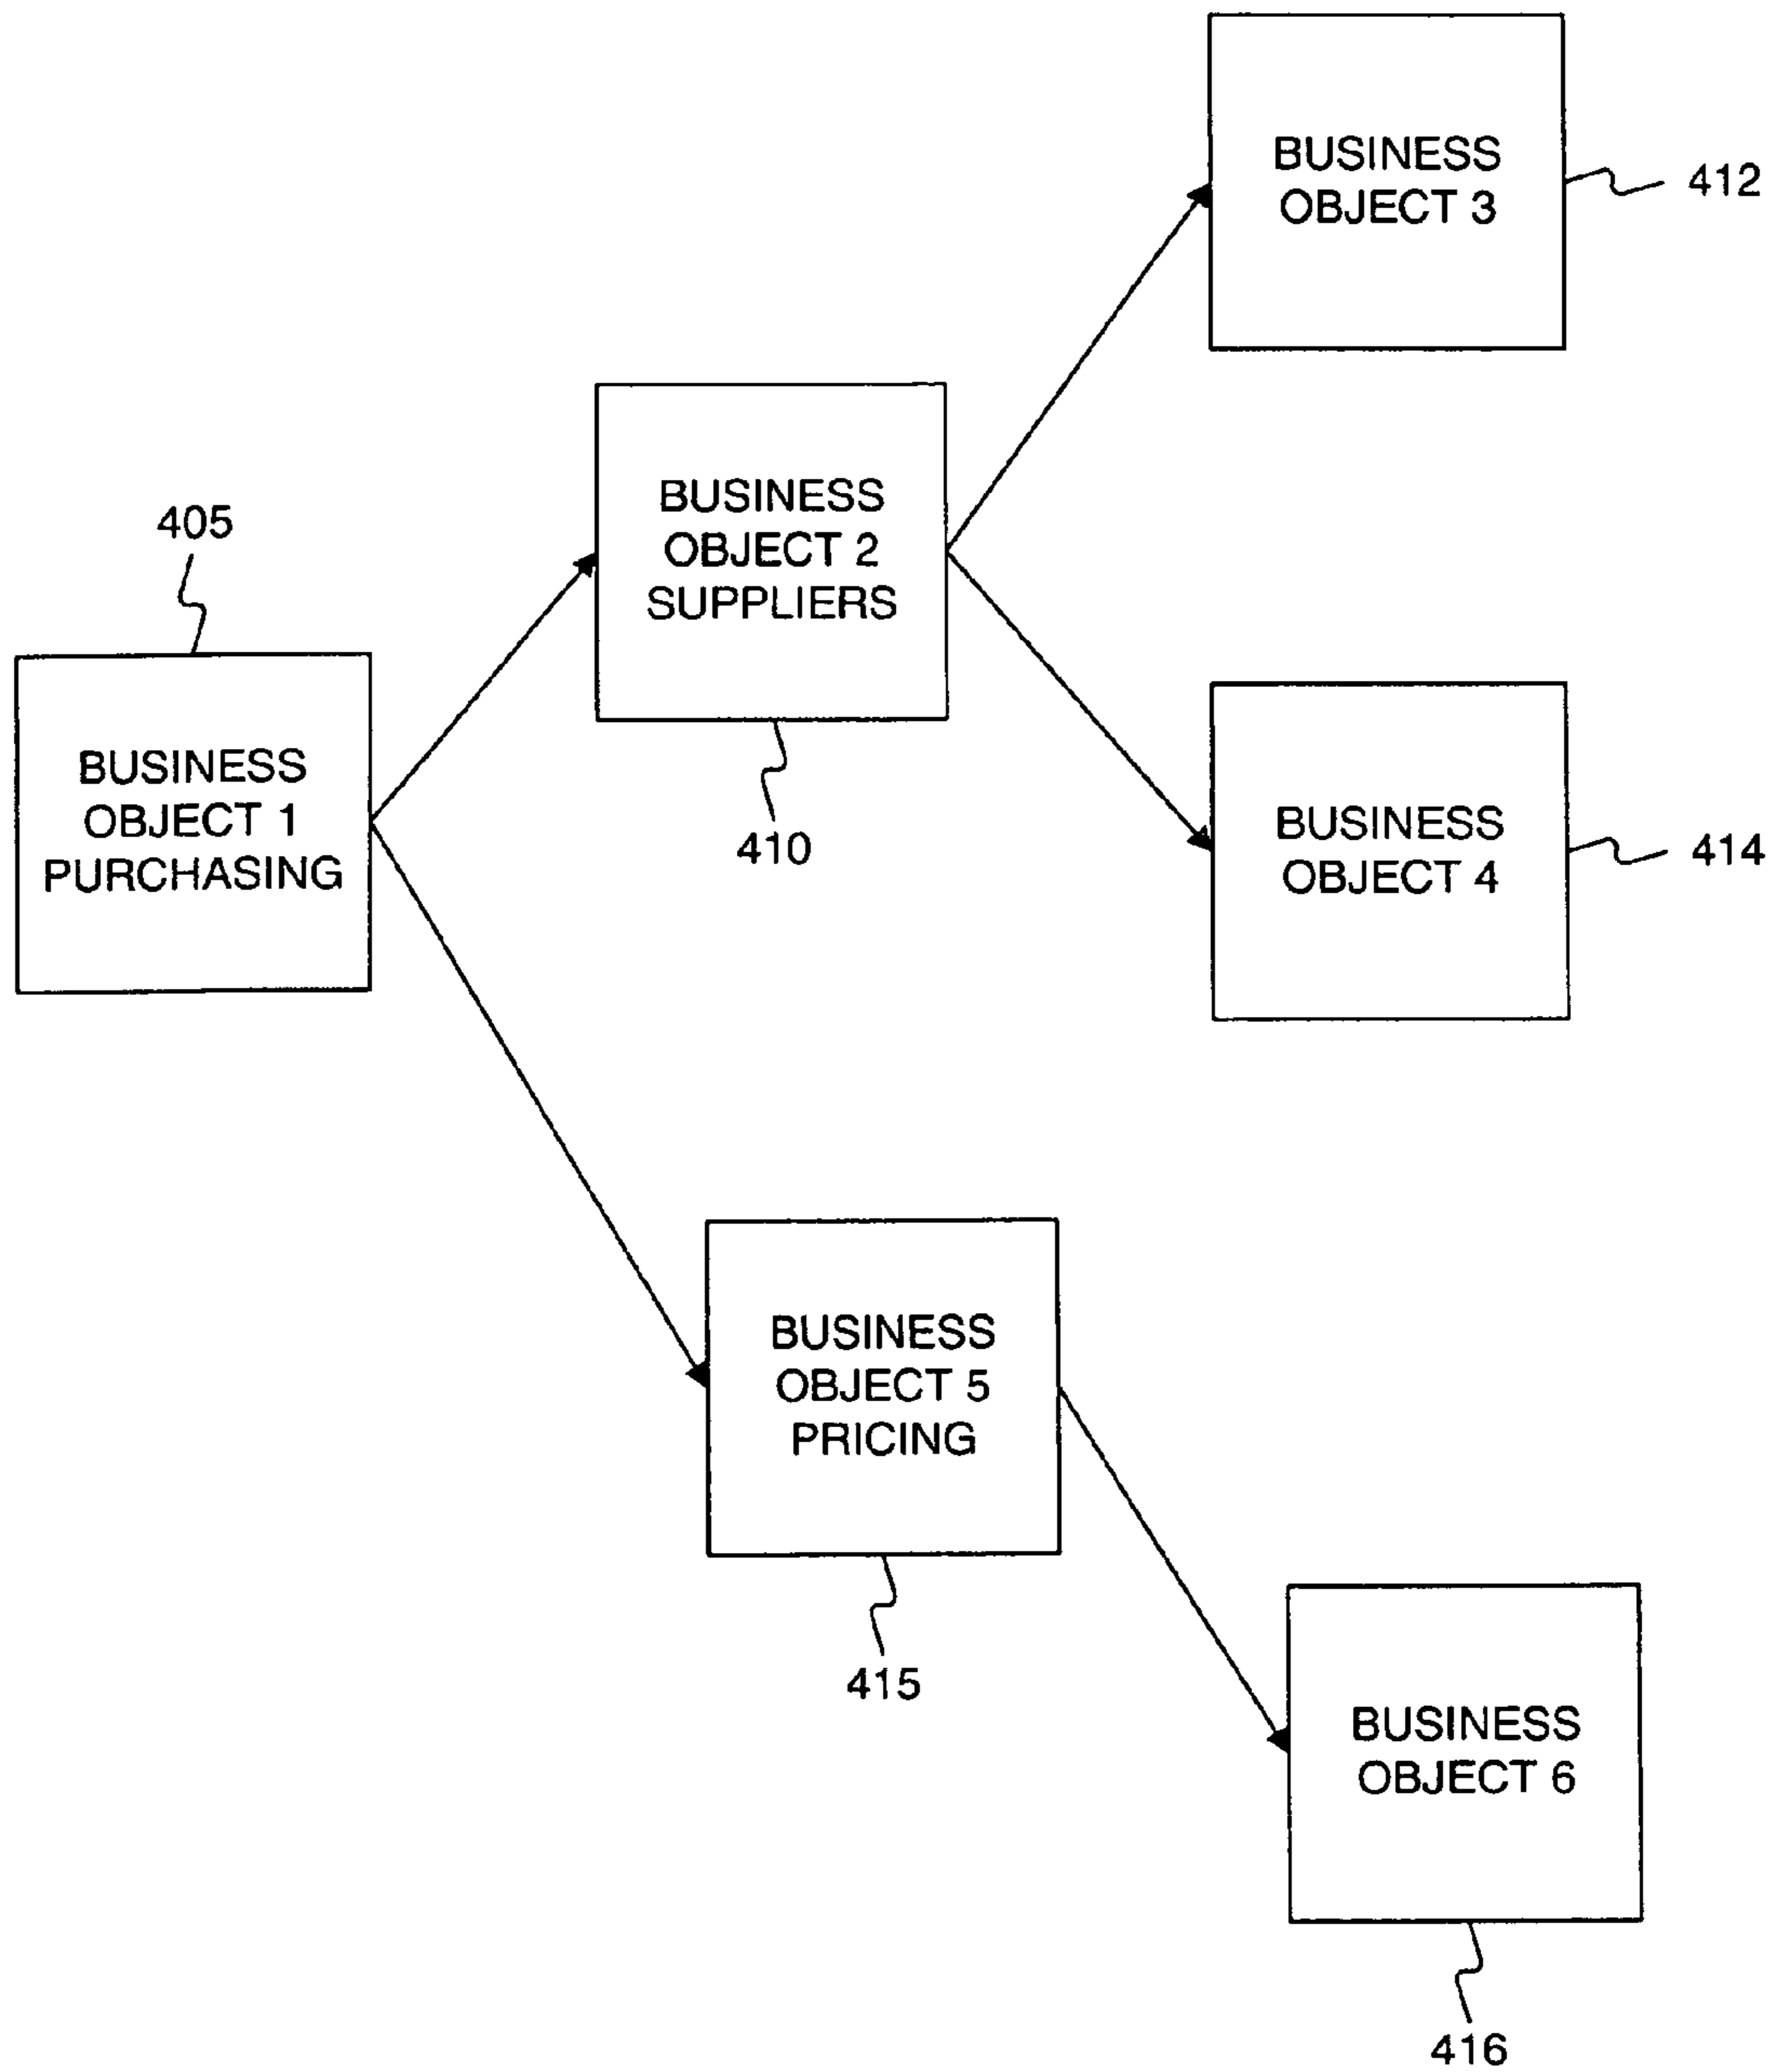 BUSINESS
OBJECT 3
412
BUSINESS
OBJECT 2
SUPPLIERS
410
405
BUSINESS
OBJECT 1
PURCHASING
BUSINESS
OBJECT 4
414
BUSINESS
OBJECT 5
PRICING
415
BUSINESS
OBJECT 6
416